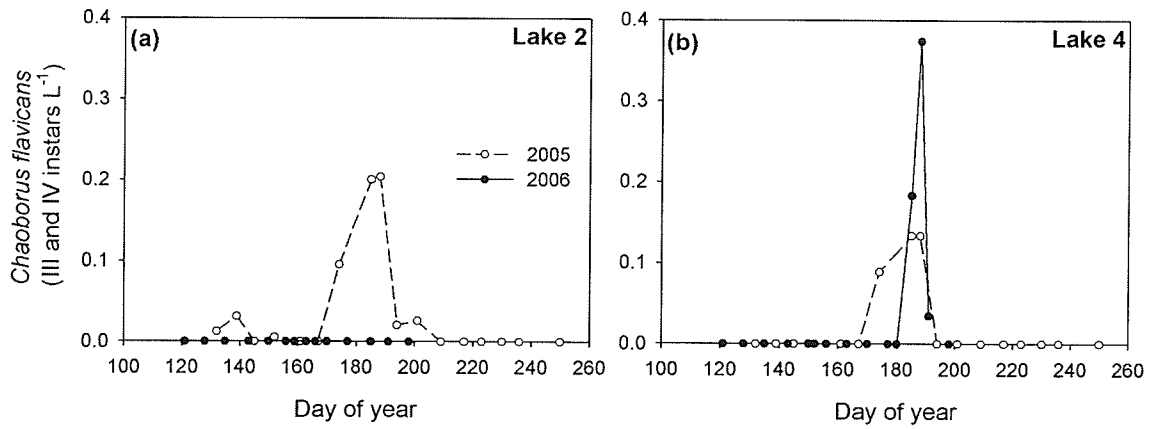 Chaoborus flavicans
(III and IV instars L⁻¹)
(a)
Lake 2
0.4
0.3
0.2
0.1
0.0
100 120 140 160 180 200 220 240 260
Day of year
2005
2006
(b)
Lake 4
0.4
0.3
0.2
0.1
0.0
100 120 140 160 180 200 220 240 260
Day of year